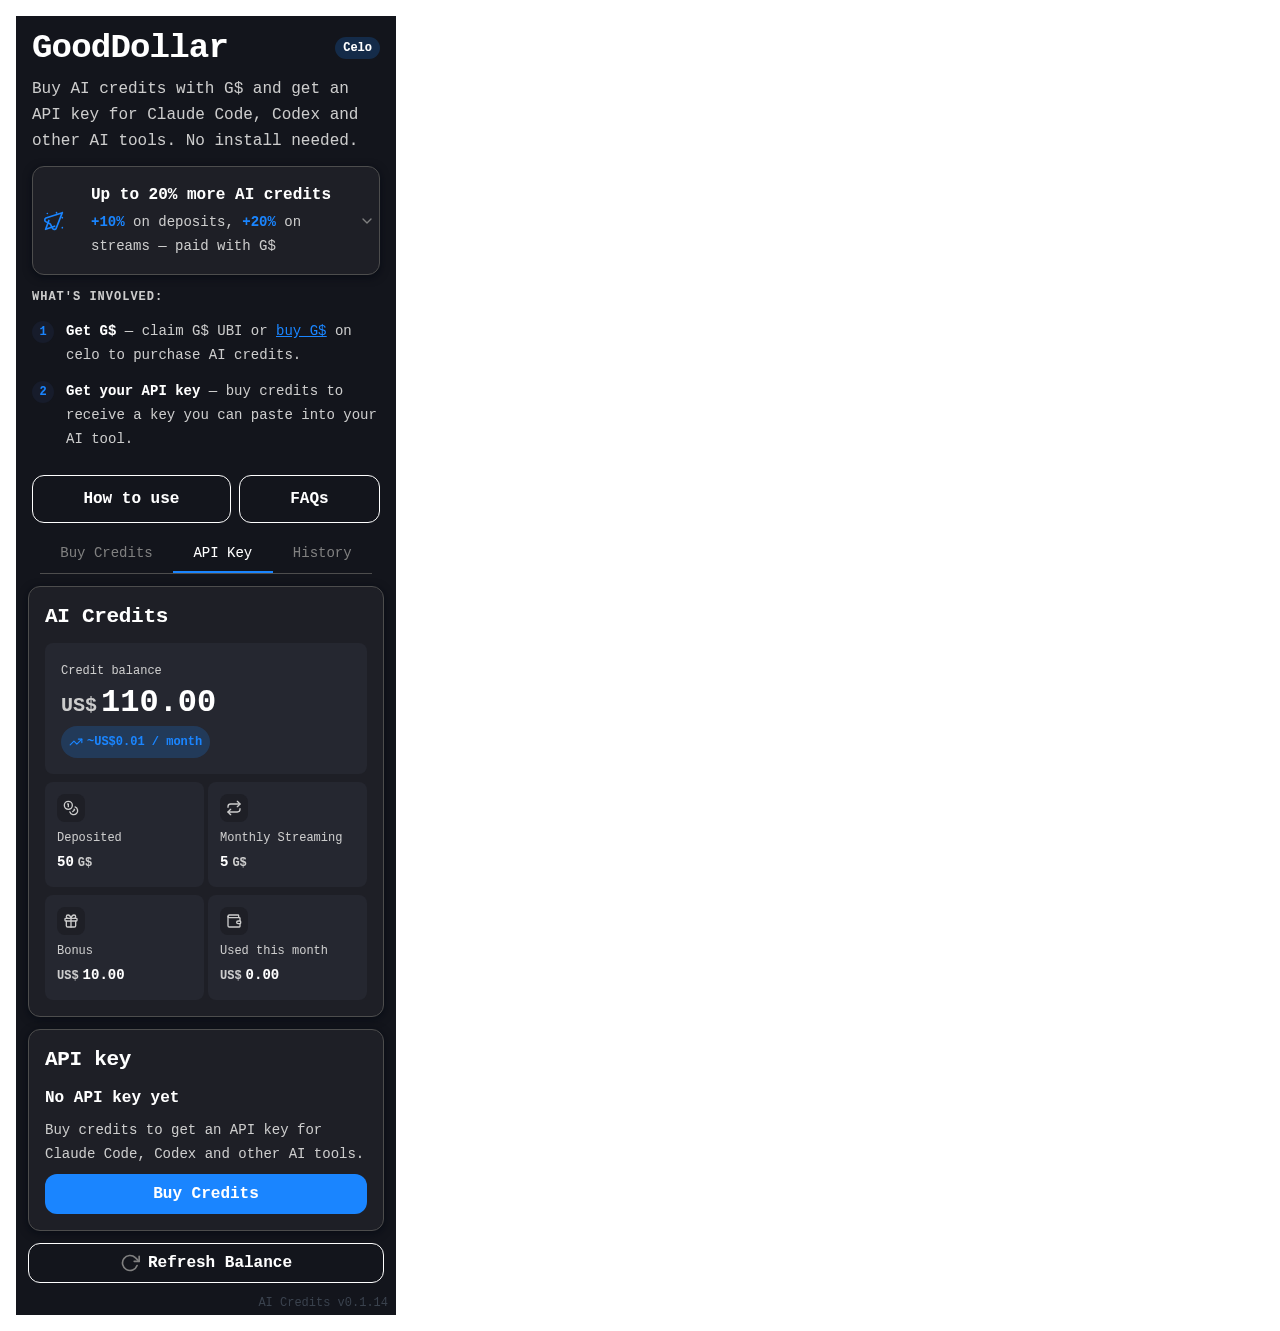 GoodDollar
Celo
Buy AI credits with G$ and get an
API key for Claude Code, Codex and
other AI tools. No install needed.
Up to 20% more AI credits
+10% on deposits, +20% on
streams — paid with G$
WHAT'S INVOLVED:
1 Get G$ — claim G$ UBI or buy G$ on
celo to purchase AI credits.
2 Get your API key — buy credits to
receive a key you can paste into your
AI tool.
How to use FAQs
Buy Credits API Key History
AI Credits
Credit balance
US$ 110.00
~US$0.01 / month
Deposited
50 G$
Monthly Streaming
5 G$
Bonus
US$ 10.00
Used this month
US$ 0.00
API key
No API key yet
Buy credits to get an API key for
Claude Code, Codex and other AI tools.
Buy Credits
Refresh Balance
AI Credits v0.1.14